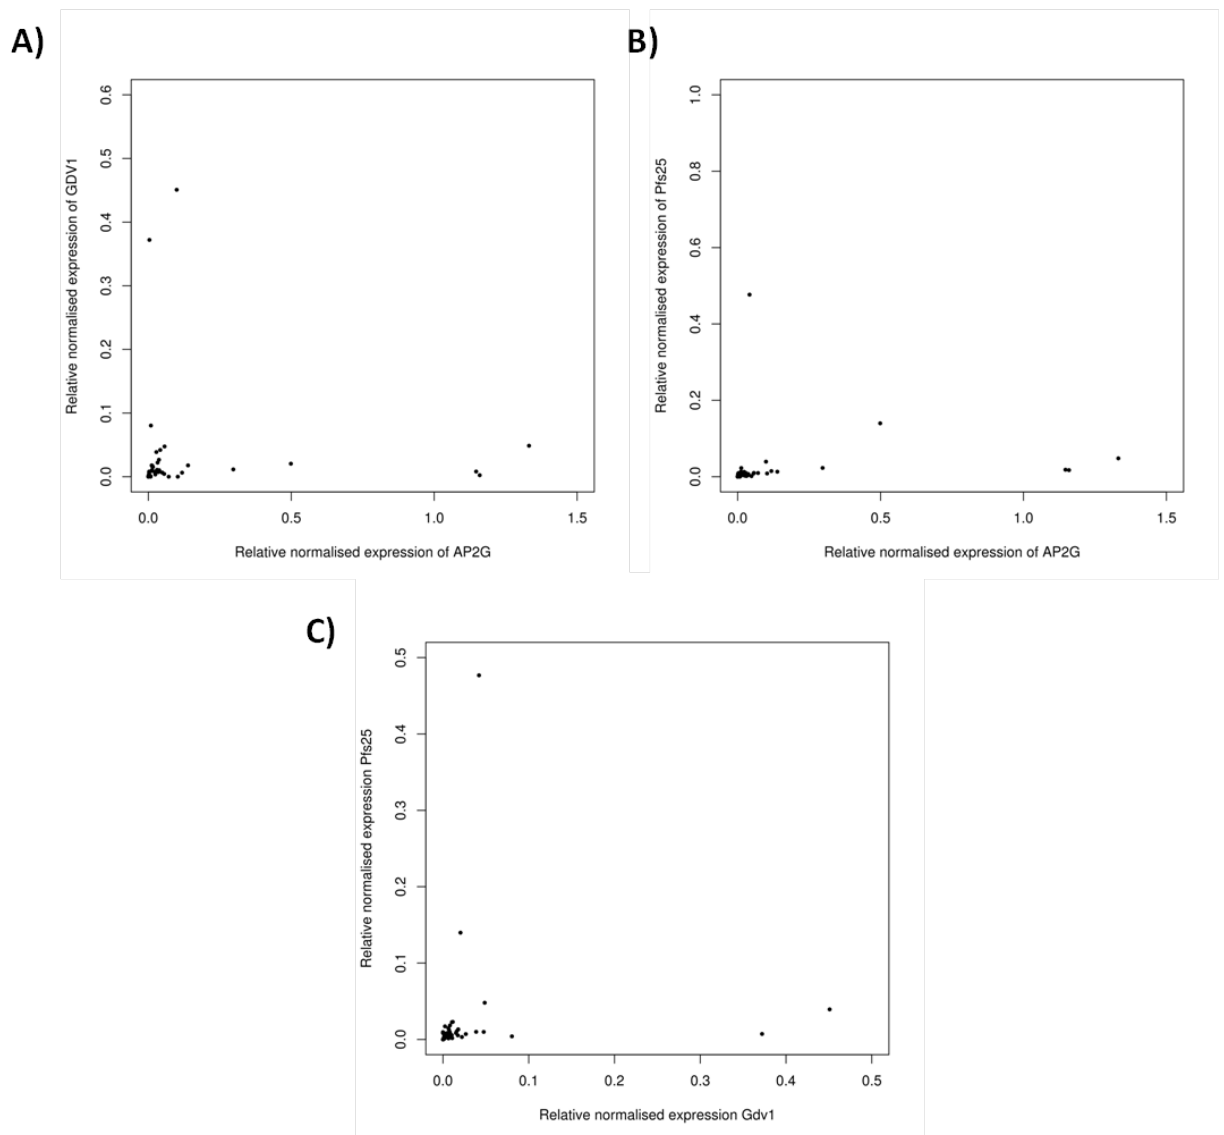 A)
Relative normalised expression of GDV1
0.6
0.5
0.4
0.3
0.2
0.1
0.0
0.0 0.5 1.0 1.5
Relative normalised expression of AP2G
B)
Relative normalised expression of Pfs25
1.0
0.8
0.6
0.4
0.2
0.0
0.0 0.5 1.0 1.5
Relative normalised expression of AP2G
C)
Relative normalised expression Pfs25
0.5
0.4
0.3
0.2
0.1
0.0
0.0 0.1 0.2 0.3 0.4 0.5
Relative normalised expression Gdv1